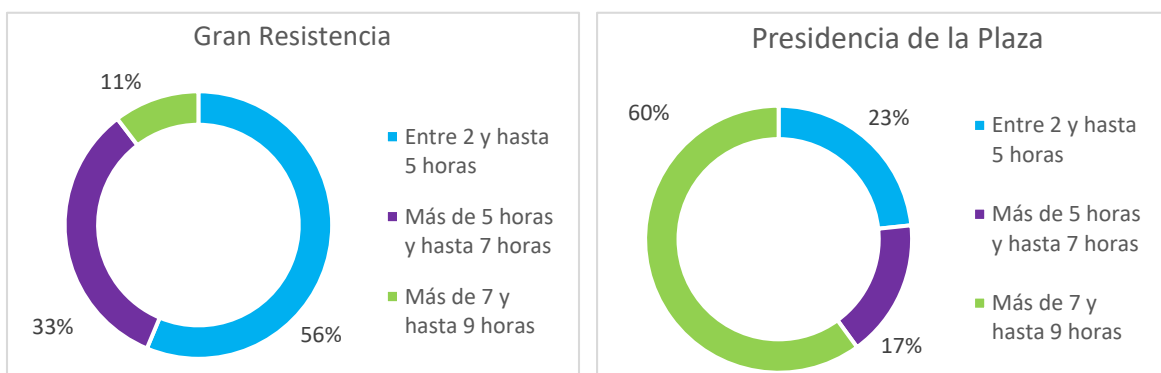 Gran Resistencia
11%
33%
56%
Entre 2 y hasta
5 horas
Más de 5 horas
y hasta 7 horas
Más de 7 y
hasta 9 horas
Presidencia de la Plaza
60%
23%
17%
Entre 2 y hasta
5 horas
Más de 5 horas
y hasta 7 horas
Más de 7 y
hasta 9 horas